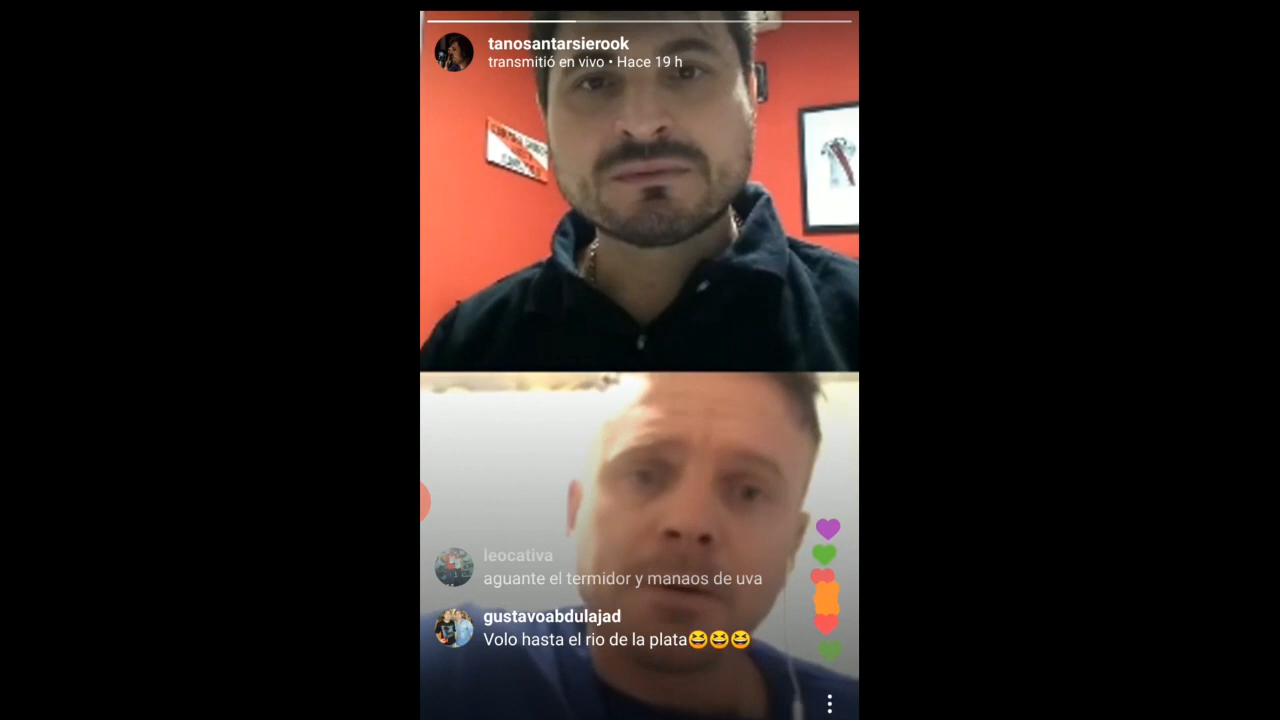 tanosantarsierook
transmitió en vivo • Hace 19 h
leocativa
aguante el termidor y manaos de uva
gustavoabdulajad
Volo hasta el rio de la plata😆😆😆